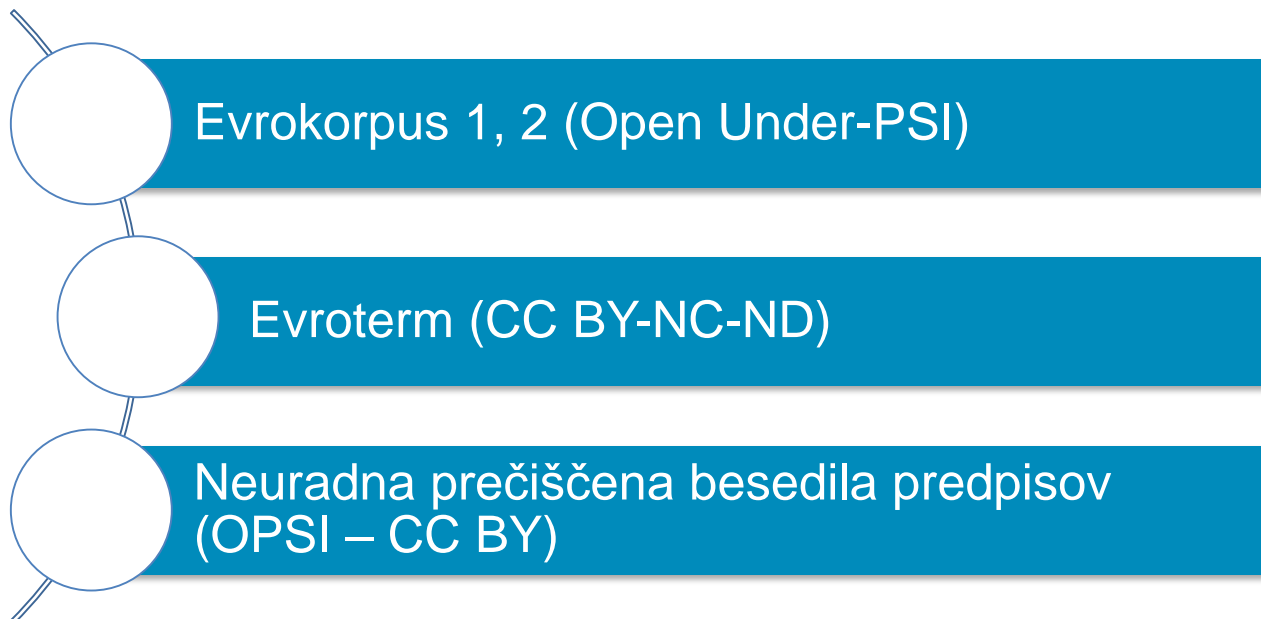 Evrokorpus 1, 2 (Open Under-PSI)
Evroterm (CC BY-NC-ND)
Neuradna prečiščena besedila predpisov
(OPSI – CC BY)